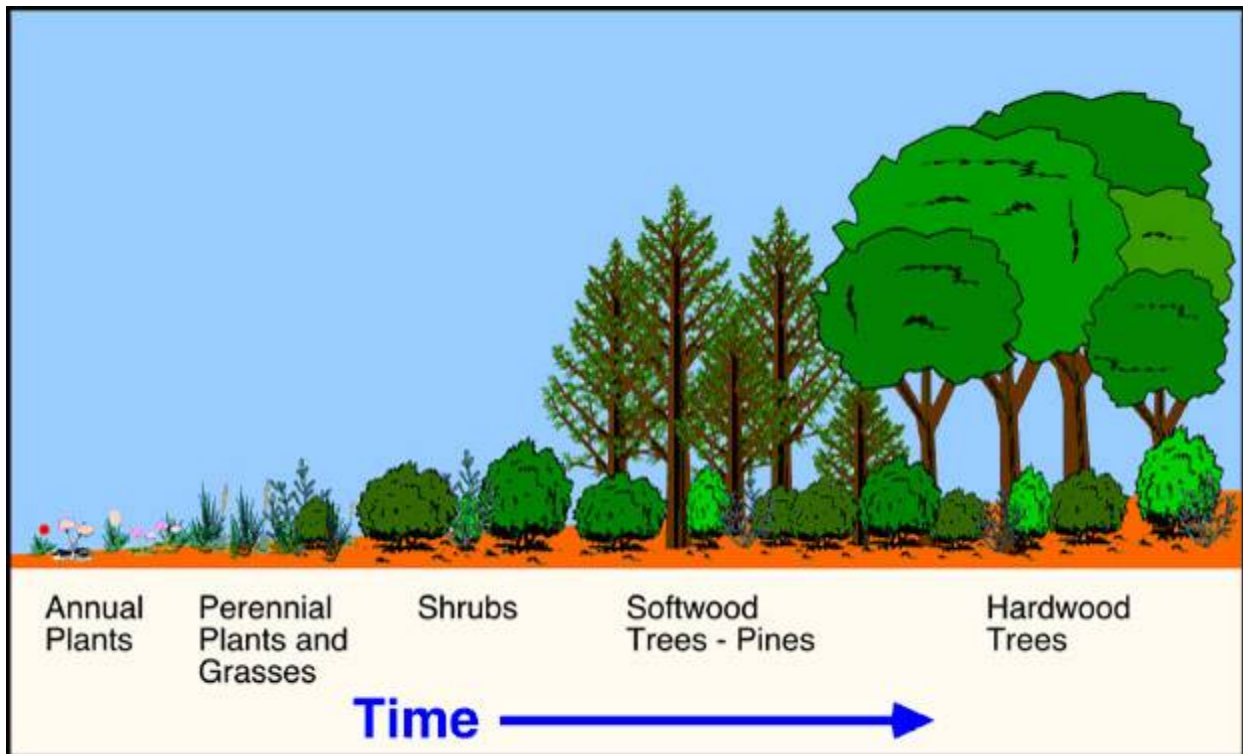 Annual
Plants
Perennial
Plants and
Grasses
Shrubs
Softwood
Trees - Pines
Hardwood
Trees
Time